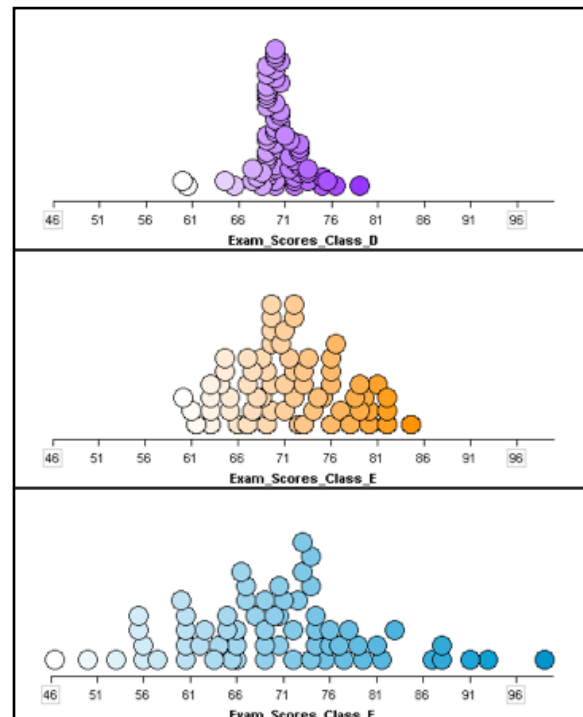 46 51 56 61 66 71 76 81 86 91 96
Exam_Scores_Class_D
46 51 56 61 66 71 76 81 86 91 96
Exam_Scores_Class_E
46 51 56 61 66 71 76 81 86 91 96
Exam_Scores_Class_F